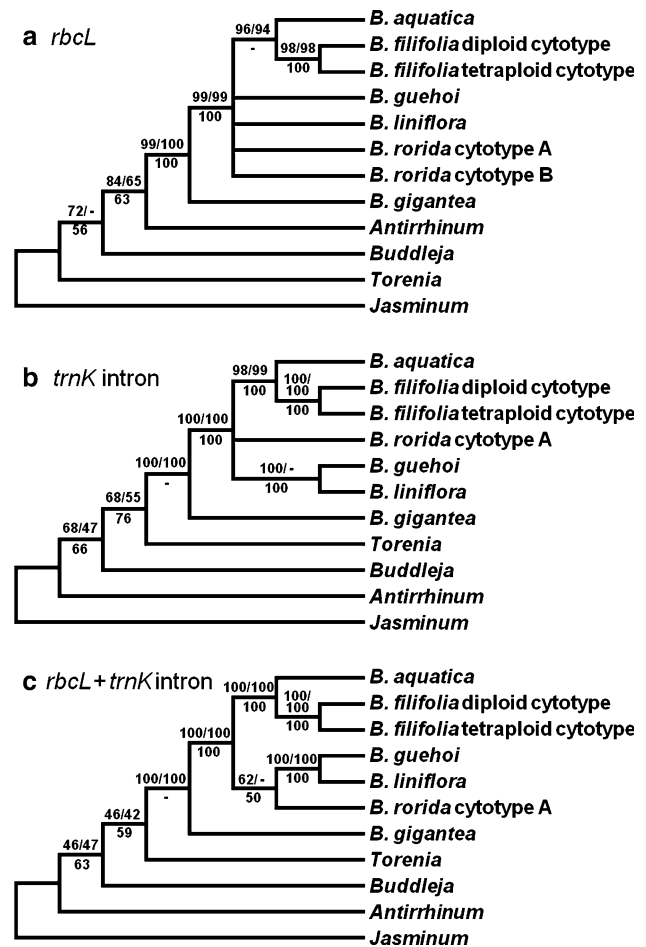 a rbcL
96/94
-
98/98
100
99/99
100
99/100
100
84/65
63
72/-
56
B. aquatica
B. filifolia diploid cytotype
B. filifolia tetraploid cytotype
B. guehoi
B. liniflora
B. rorida cytotype A
B. rorida cytotype B
B. gigantea
Antirrhinum
Buddleja
Torenia
Jasminum
b trnK intron
98/99
100
100/
100
100
100/100
100
100/-
100
100/100
-
68/55
76
68/47
66
B. aquatica
B. filifolia diploid cytotype
B. filifolia tetraploid cytotype
B. rorida cytotype A
B. guehoi
B. liniflora
B. gigantea
Torenia
Buddleja
Antirrhinum
Jasminum
c rbcL + trnK intron
100/100
100
100/
100
100
100/100
100
100/100
100
62/-
50
100/100
-
46/42
59
46/47
63
B. aquatica
B. filifolia diploid cytotype
B. filifolia tetraploid cytotype
B. guehoi
B. liniflora
B. rorida cytotype A
B. gigantea
Torenia
Buddleja
Antirrhinum
Jasminum